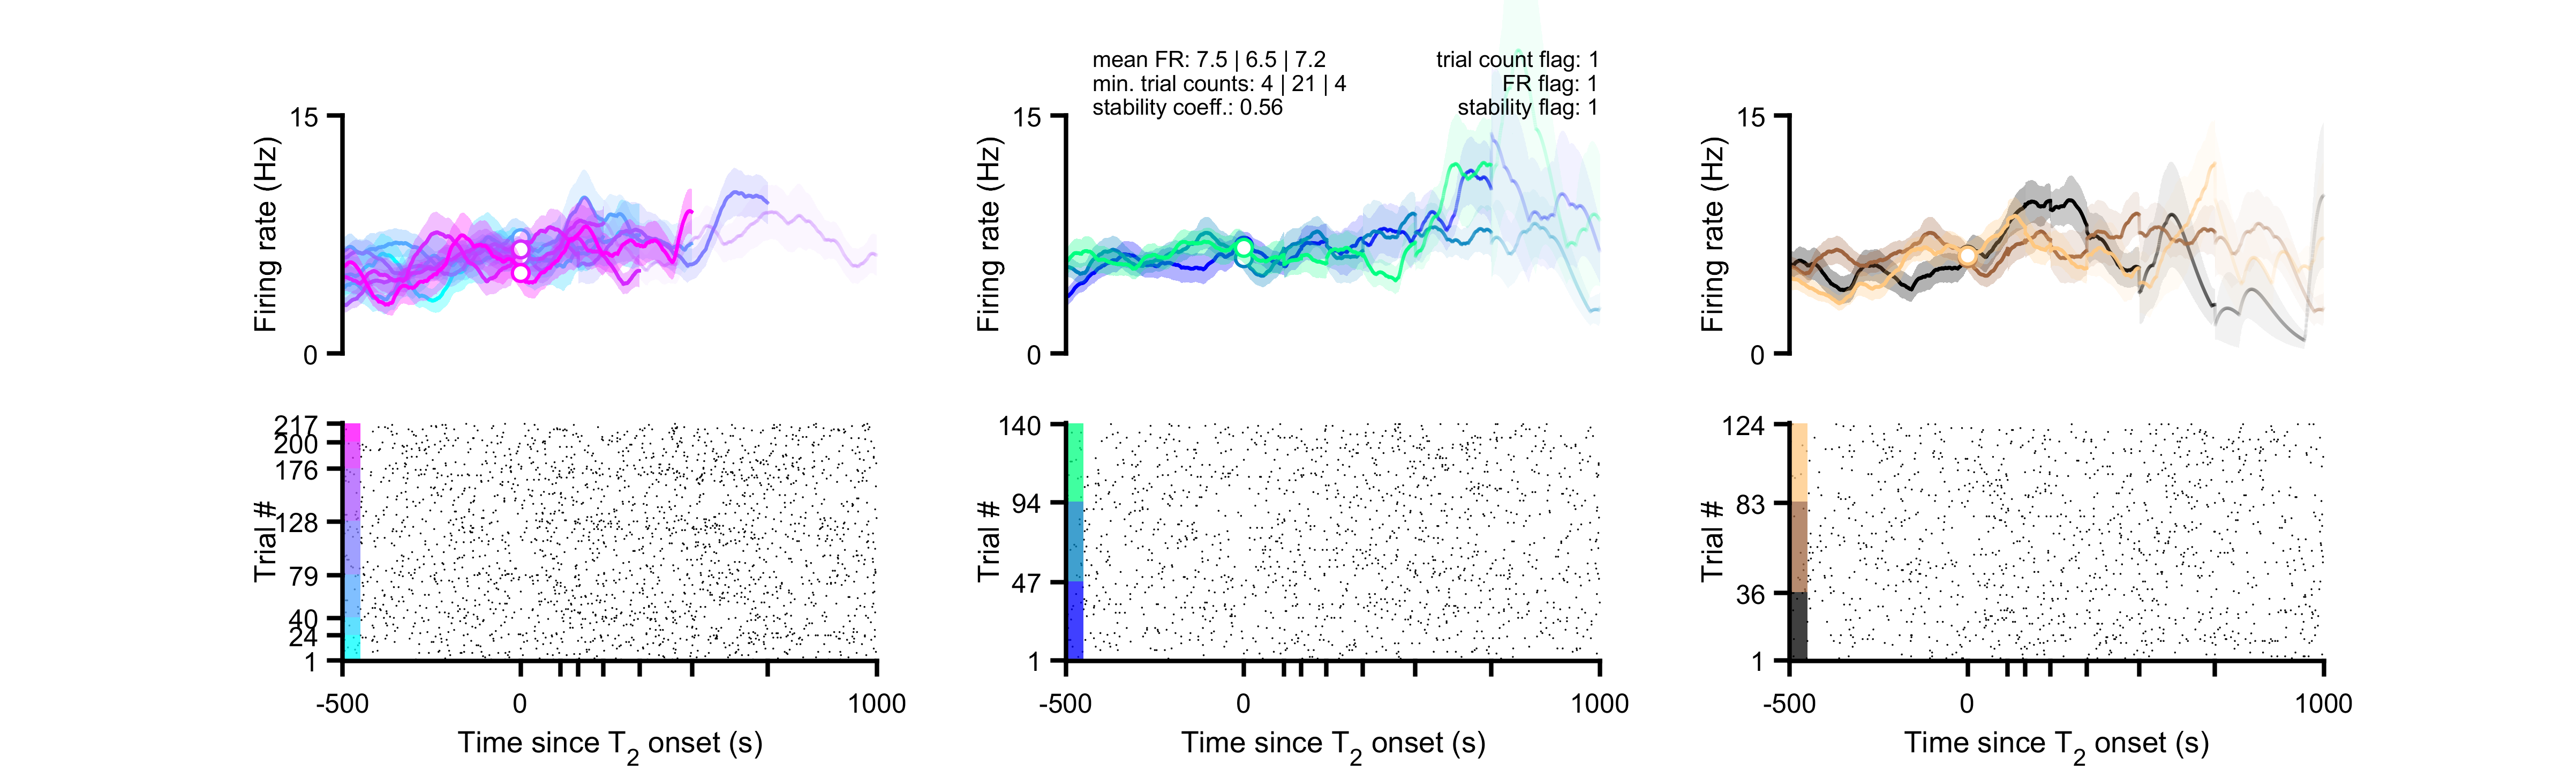 mean FR: 7.5 | 6.5 | 7.2
min. trial counts: 4 | 21 | 4
stability coeff.: 0.56
trial count flag: 1
FR flag: 1
stability flag: 1
15
Firing rate (Hz)
0
15
Firing rate (Hz)
0
15
Firing rate (Hz)
0
217
200
176
128
79
40
24
1
Trial #
-500
0
1000
Time since T2 onset (s)
140
94
47
1
Trial #
-500
0
1000
Time since T2 onset (s)
124
83
36
1
Trial #
-500
0
1000
Time since T2 onset (s)